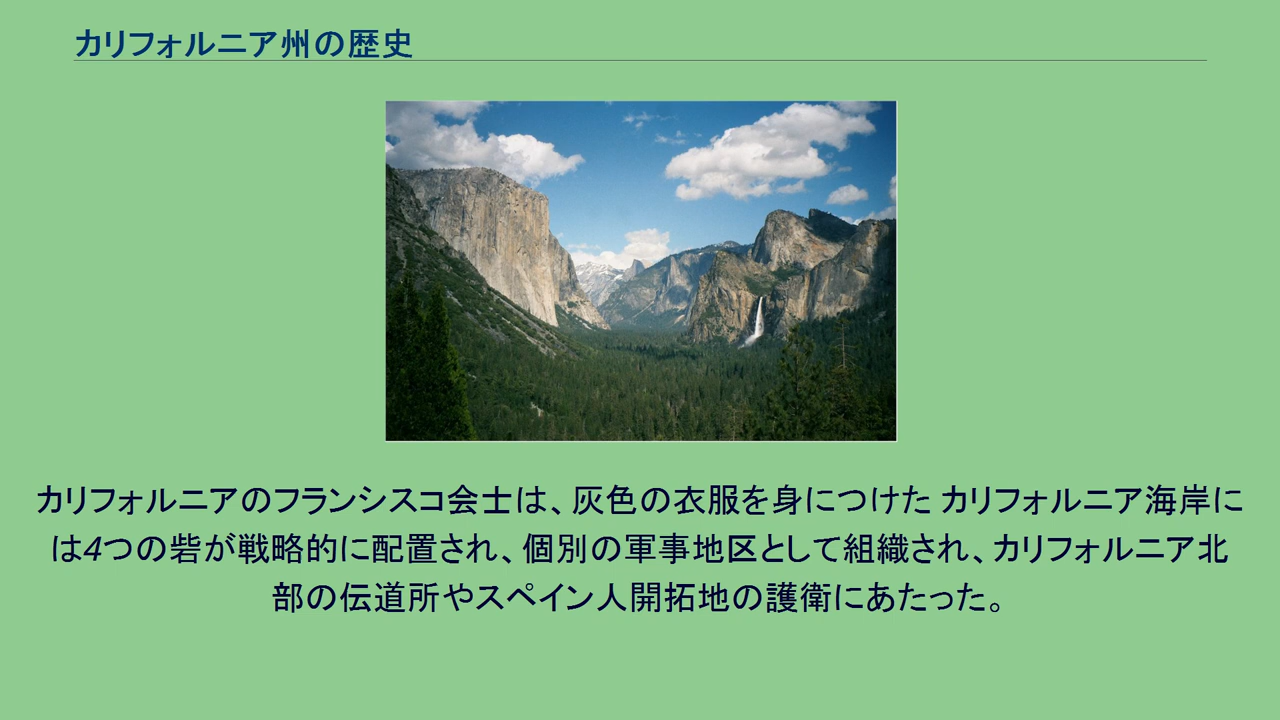 カリフォルニア州の歴史
カリフォルニアのフランシスコ会士は、灰色の衣服を身につけた カリフォルニア海岸に
は4つの砦が戦略的に配置され、個別の軍事地区として組織され、カリフォルニア北
部の伝道所やスペイン人開拓地の護衛にあたった。